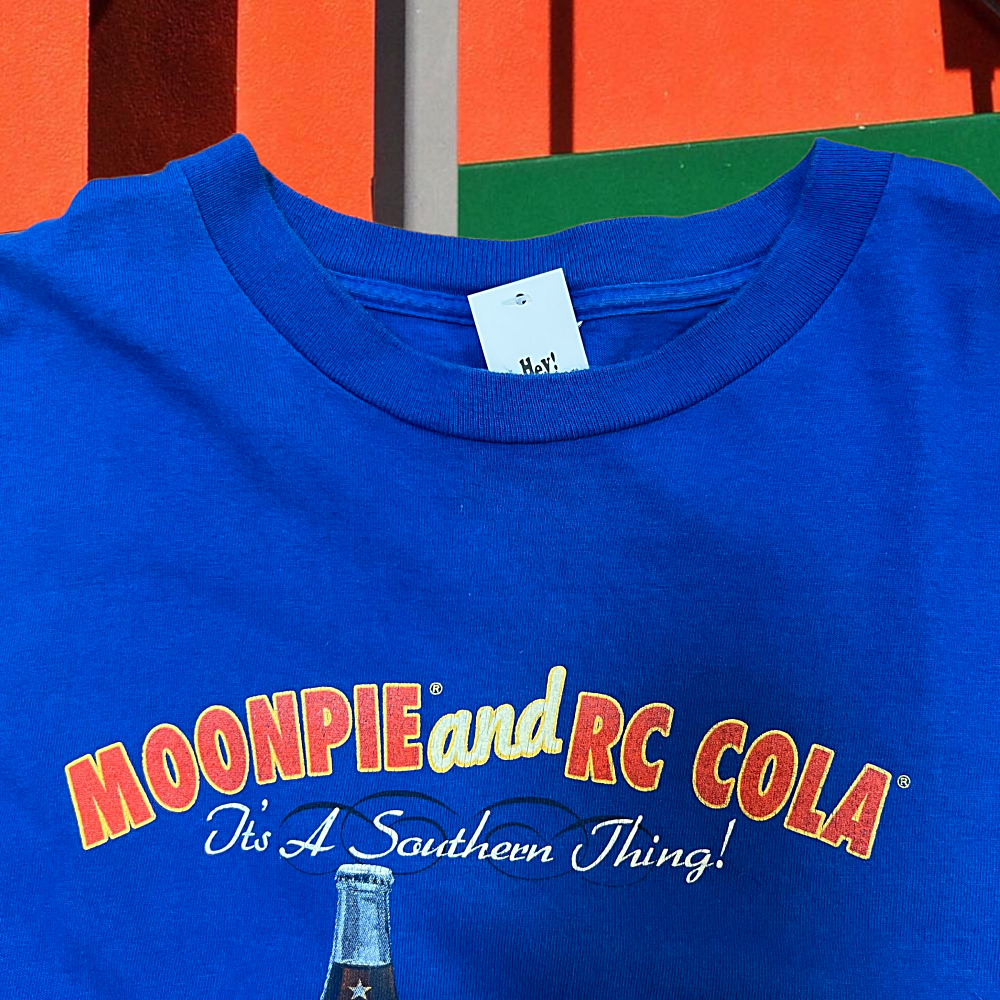 Hey!
MOONPIE® and RC COLA®
It's A Southern Thing!